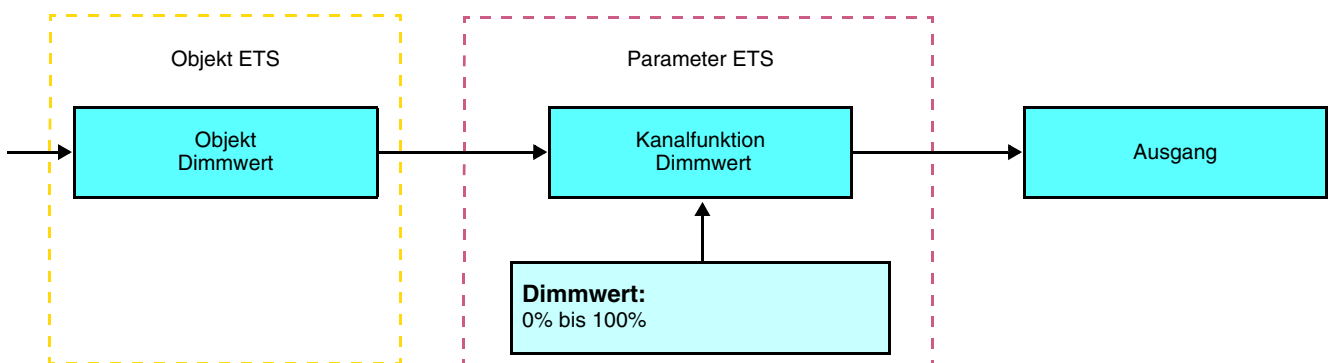 Objekt ETS
Parameter ETS
Objekt
Dimmwert
Kanalfunktion
Dimmwert
Ausgang
Dimmwert:
0% bis 100%